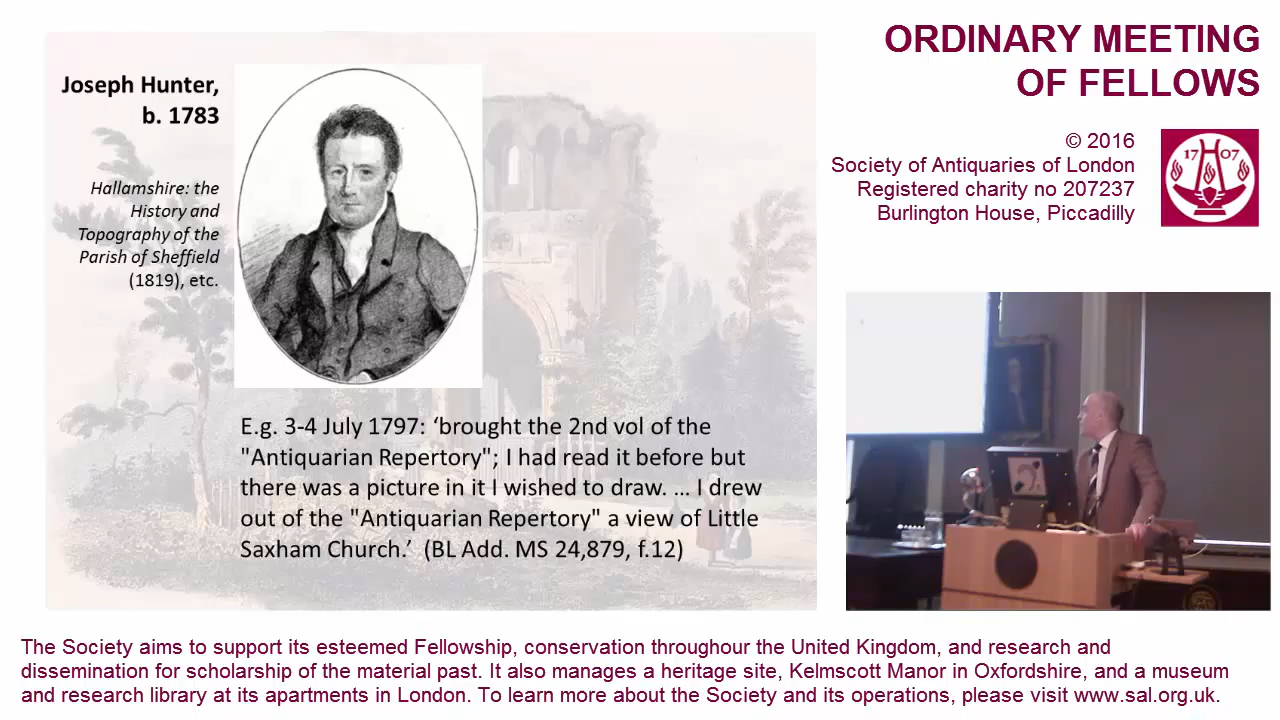 Joseph Hunter,
b. 1783
Hallamshire: the
History and
Topography of the
Parish of Sheffield
(1819), etc.
E.g. 3-4 July 1797: ‘brought the 2nd vol of the
"Antiquarian Repertory"; I had read it before but
there was a picture in it I wished to draw. ... I drew
out of the "Antiquarian Repertory" a view of Little
Saxham Church.’ (BL Add. MS 24,879, f.12)
ORDINARY MEETING
OF FELLOWS
© 2016
Society of Antiquaries of London
Registered charity no 207237
Burlington House, Piccadilly
1707
The Society aims to support its esteemed Fellowship, conservation throughour the United Kingdom, and research and
dissemination for scholarship of the material past. It also manages a heritage site, Kelmscott Manor in Oxfordshire, and a museum
and research library at its apartments in London. To learn more about the Society and its operations, please visit www.sal.org.uk.